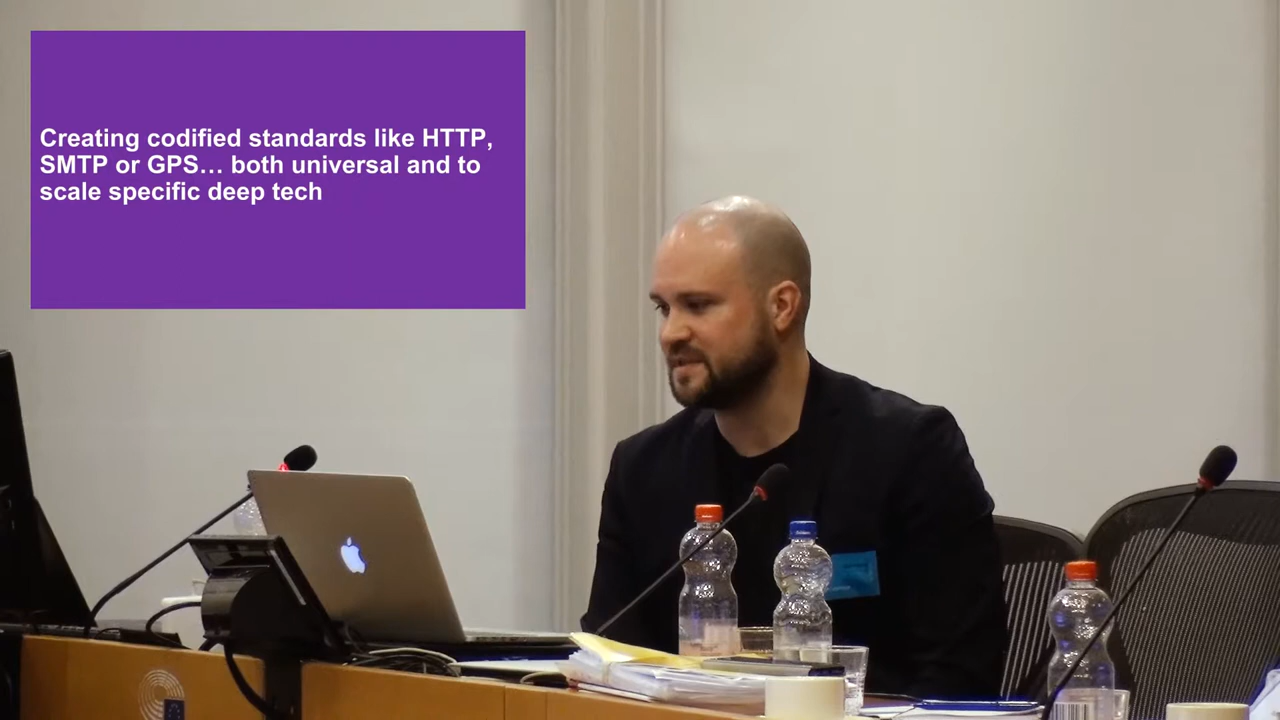 Creating codified standards like HTTP,
SMTP or GPS… both universal and to
scale specific deep tech